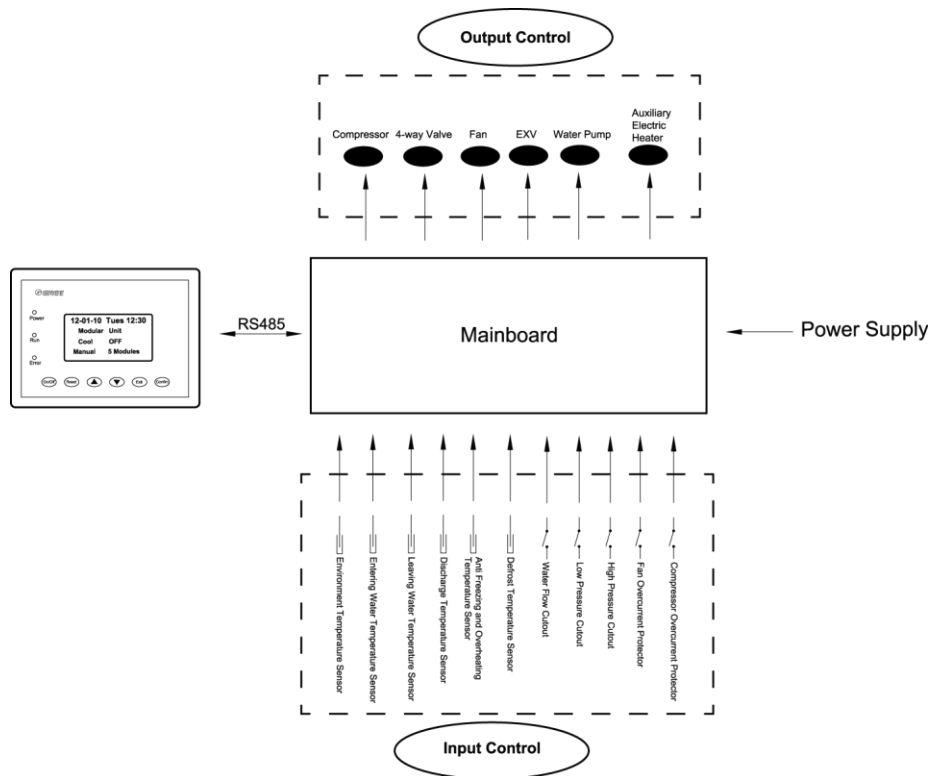 Output Control
Compressor
4-way Valve
Fan
EXV
Water Pump
Auxiliary
Electric
Heater
GREE
Power
Run
Error
12-01-10 Tues 12:30
Modular Unit
Cool OFF
Manual 5 Modules
On/Off
Reset
Exit
Confirm
RS485
Mainboard
Power Supply
Environment Temperature Sensor
Entering Water Temperature Sensor
Leaving Water Temperature Sensor
Discharge Temperature Sensor
Anti Freezing and Overheating
Temperature Sensor
Defrost Temperature Sensor
Water Flow Cutout
Low Pressure Cutout
High Pressure Cutout
Fan Overcurrent Protector
Compressor Overcurrent Protector
Input Control